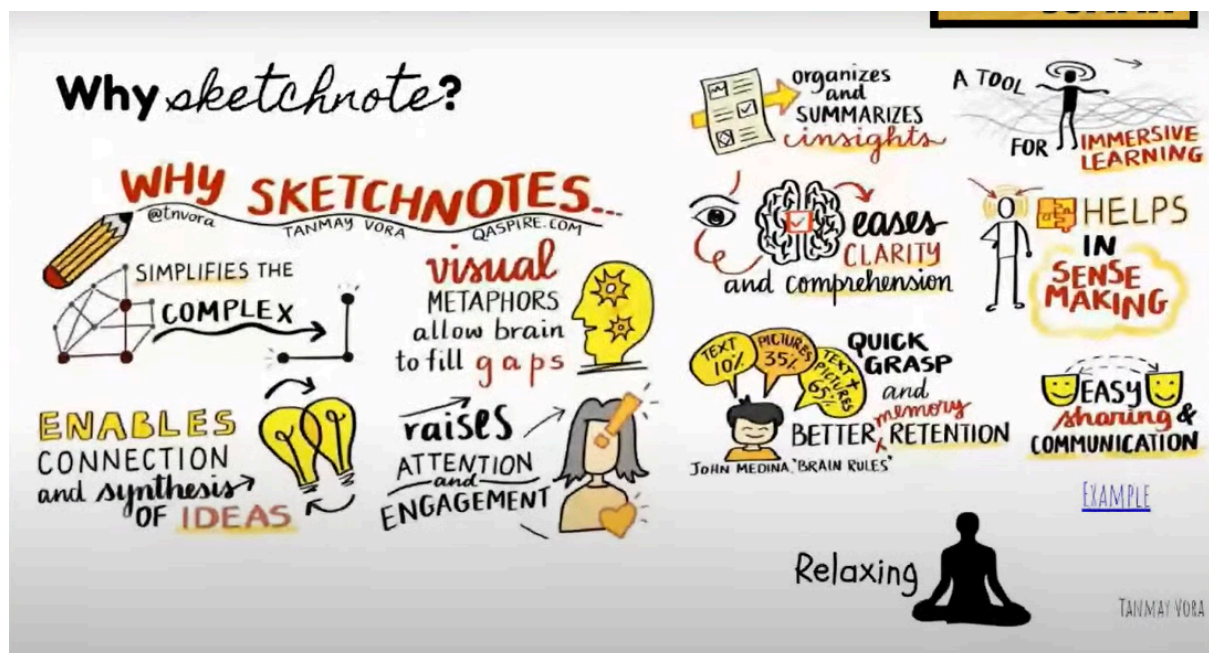 Why sketchnote?
WHY SKETCHNOTES...
@tnvora
TANMAY VORA
QASPIRE.COM
SIMPLIFIES THE
COMPLEX
visual
METAPHORS
allow brain
to fill gaps
ENABLES
CONNECTION
and synthesis
OF IDEAS
raises
ATTENTION
and
ENGAGEMENT
organizes
and
SUMMARIZES
insights
A TOOL
FOR IMMERSIVE
LEARNING
eases
CLARITY
and comprehension
HELPS
IN
SENSE
MAKING
TEXT
10%
PICTURES
35%
TEXT +
PICTURES
65%
QUICK
GRASP
and
memory
BETTER RETENTION
JOHN MEDINA, "BRAIN RULES"
EASY
sharing &
COMMUNICATION
EXAMPLE
Relaxing
TANMAY VORA